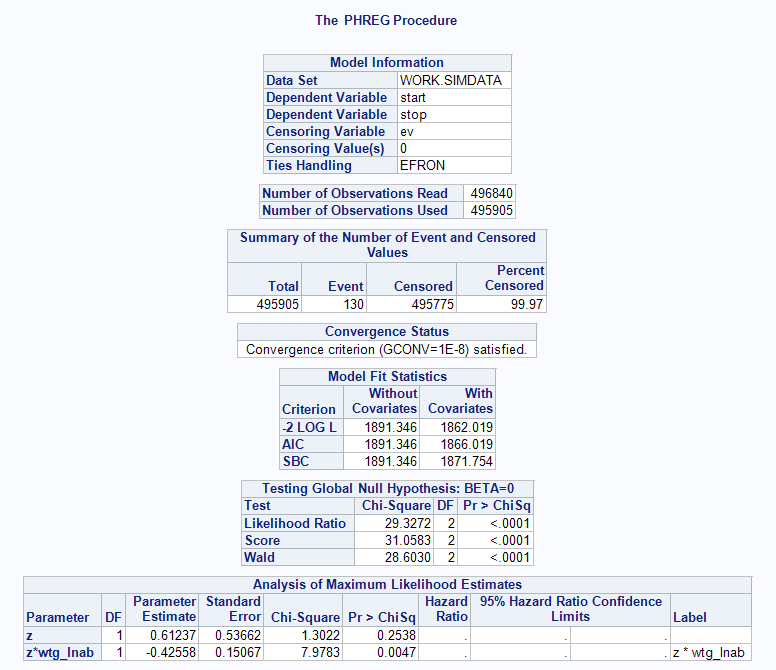 The PHREG Procedure
Model Information
Data Set WORK.SIMDATA
Dependent Variable start
Dependent Variable stop
Censoring Variable ev
Censoring Value(s) 0
Ties Handling EFRON
Number of Observations Read 496840
Number of Observations Used 495905
Summary of the Number of Event and Censored
Values
Percent
Total Event Censored Censored
495905 130 495775 99.97
Convergence Status
Convergence criterion (GCONV=1E-8) satisfied.
Model Fit Statistics
Without With
Criterion Covariates Covariates
-2 LOG L 1891.346 1862.019
AIC 1891.346 1866.019
SBC 1891.346 1871.754
Testing Global Null Hypothesis: BETA=0
Test Chi-Square DF Pr > ChiSq
Likelihood Ratio 29.3272 2 <.0001
Score 31.0583 2 <.0001
Wald 28.6030 2 <.0001
Analysis of Maximum Likelihood Estimates
Parameter Standard Hazard 95% Hazard Ratio Confidence
Parameter DF Estimate Error Chi-Square Pr > ChiSq Ratio Limits Label
z 1 0.61237 0.53662 1.3022 0.2538 . . .
z*wtg_lnab 1 -0.42558 0.15067 7.9783 0.0047 . . . z * wtg_lnab